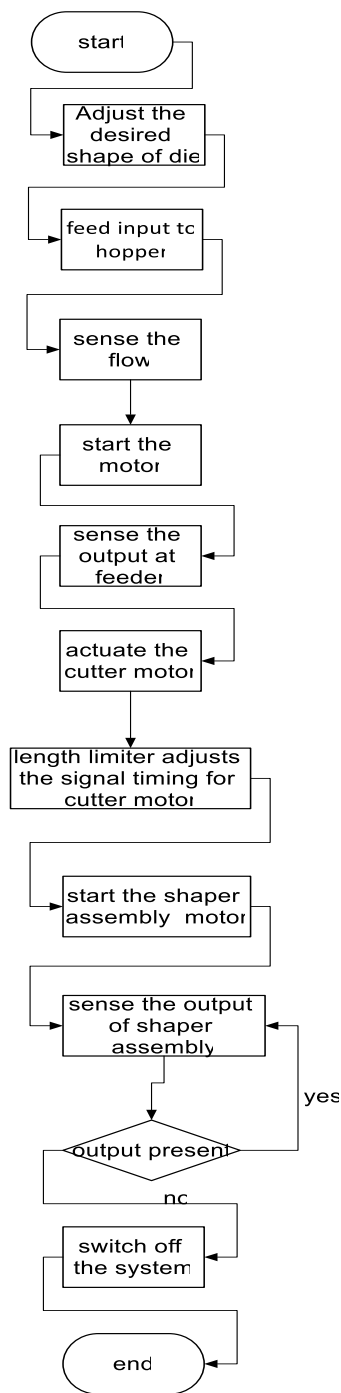 start
Adjust the
desired
shape of die
feed input to
hopper
sense the
flow
start the
motor
sense the
output at
feeder
actuate the
cutter motor
length limiter adjusts
the signal timing for
cutter motor
start the shaper
assembly motor
sense the output
of shaper
assembly
yes
output present
no
switch off
the system
end